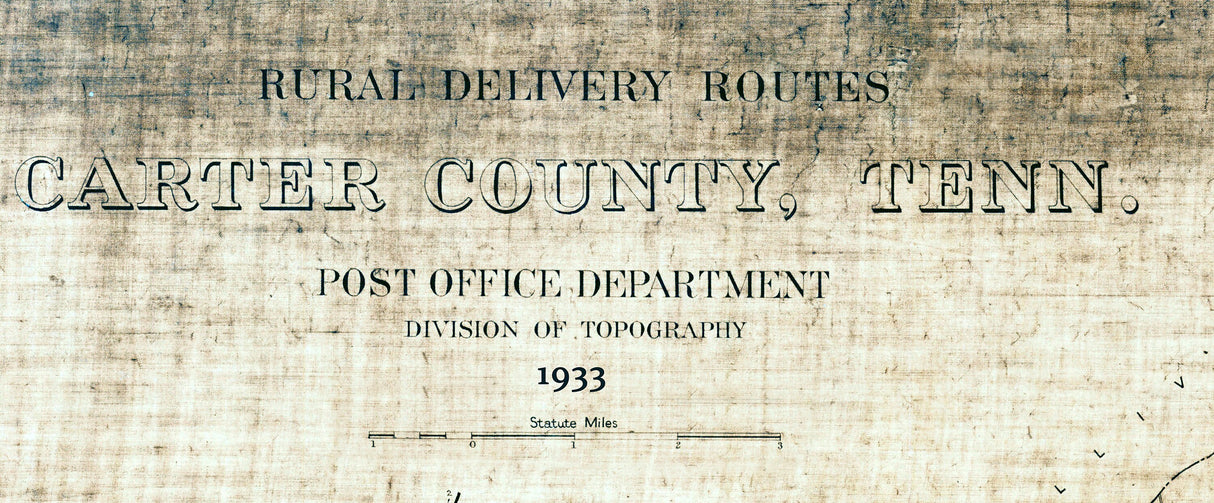 RURAL DELIVERY ROUTES
CARTER COUNTY, TENN.
POST OFFICE DEPARTMENT
DIVISION OF TOPOGRAPHY
1933
Statute Miles
1 0 1 2 3